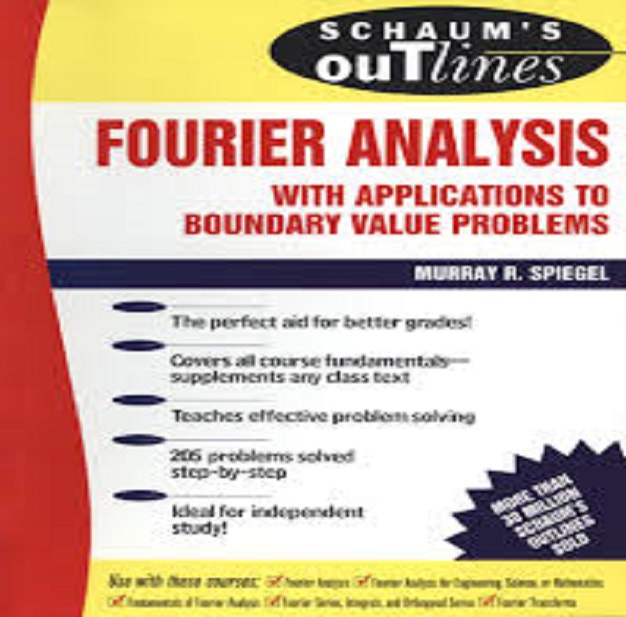 SCHAUM'S
ouTlines
FOURIER ANALYSIS
WITH APPLICATIONS TO
BOUNDARY VALUE PROBLEMS
MURRAY R. SPIEGEL
The perfect aid for better grades!
Covers all course fundamentals—
supplements any class text
Teaches effective problem solving
205 problems solved
step-by-step
Ideal for independent
study!
MORE THAN
30 MILLION
SCHAUM'S
OUTLINES
SOLD
Use with these courses: Fourier Analysis Fourier Analysis for Engineering, Science, or Mathematics
Fundamentals of Fourier Analysis Fourier Series, Integrals, and Orthogonal Series Fourier Transforms